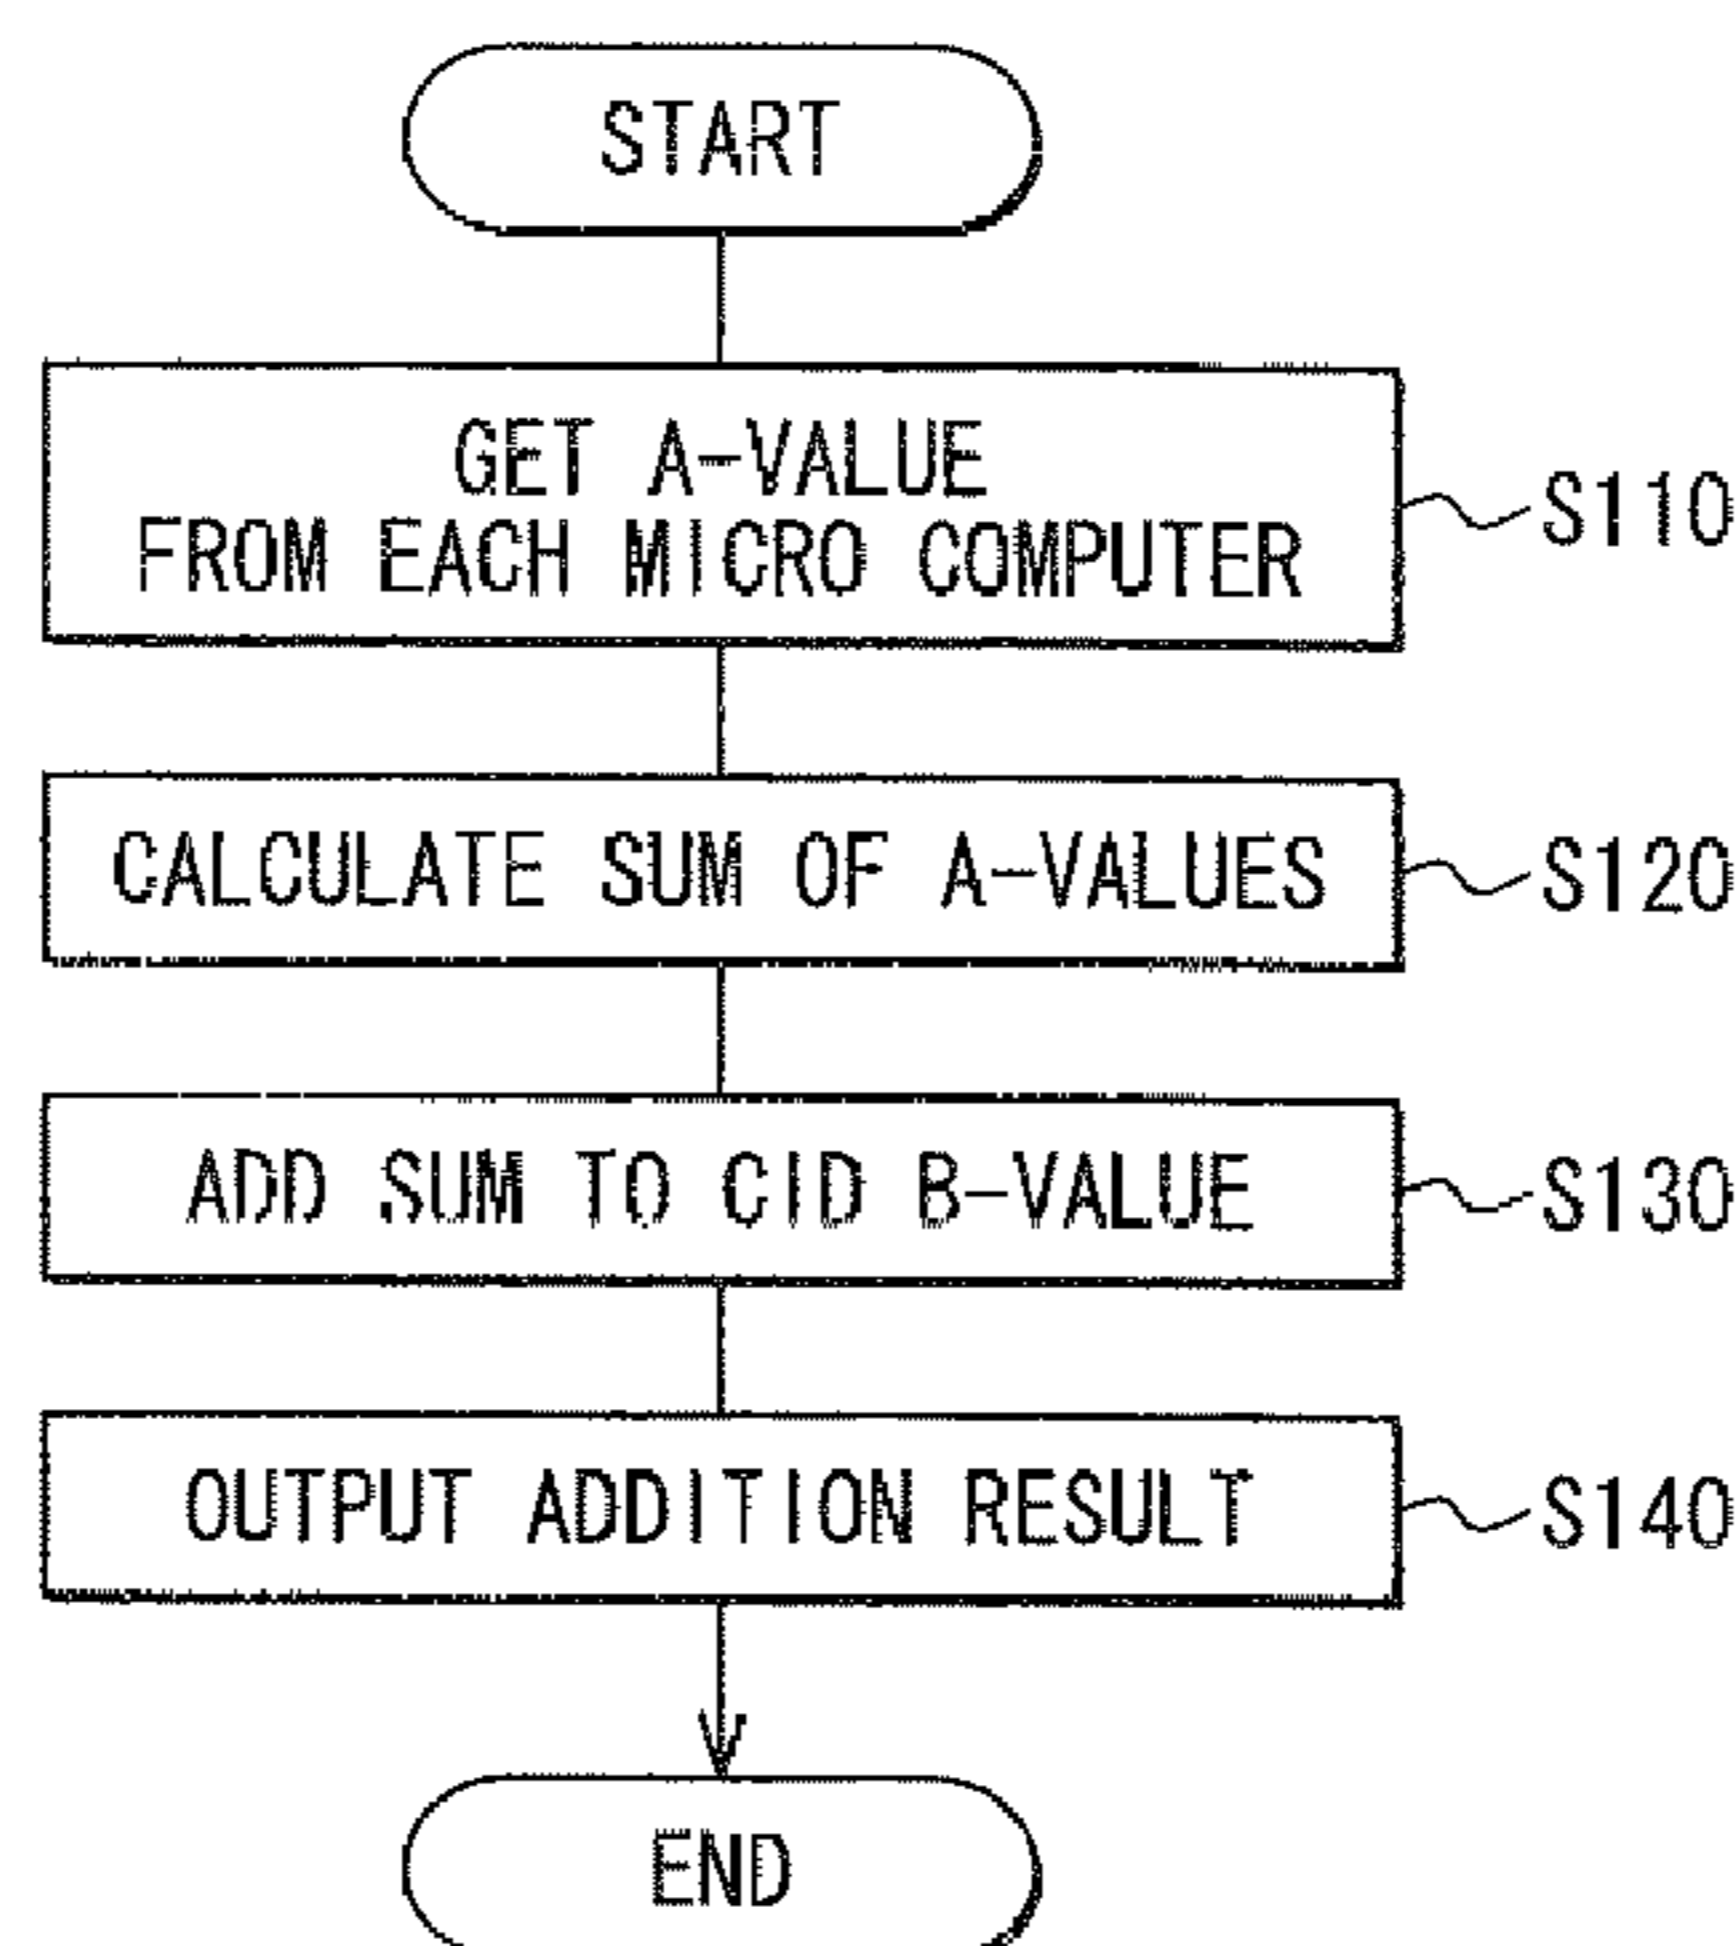 START
GET A-VALUE
FROM EACH MICRO COMPUTER
S110
CALCULATE SUM OF A-VALUES
S120
ADD SUM TO CID B-VALUE
S130
OUTPUT ADDITION RESULT
S140
END